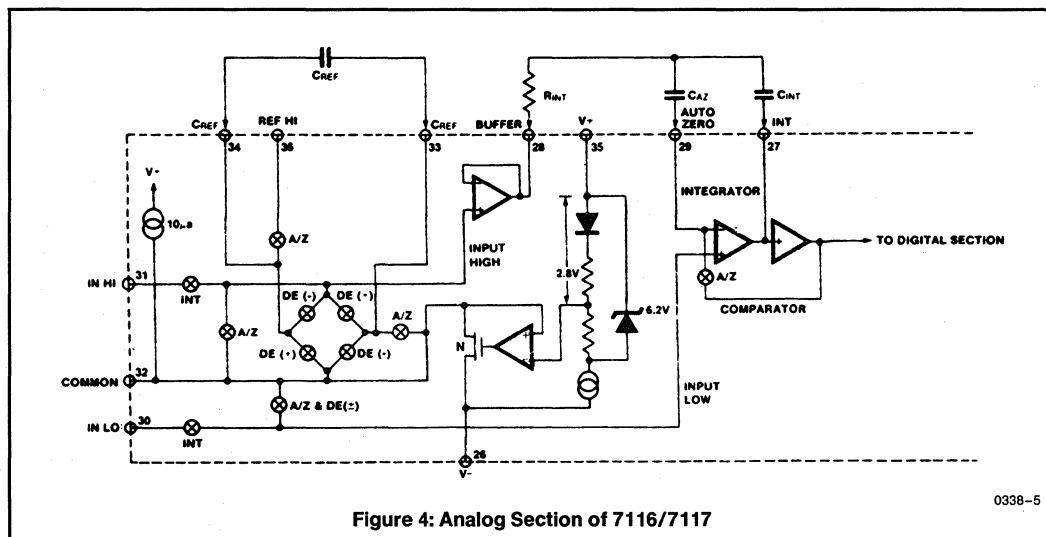 CREF
RINT
CAZ
CINT
CREF REF HI CREF BUFFER V+ AUTO ZERO INT
34 36 33 28 35 29 27
V-
10µa
A/Z
INTEGRATOR
TO DIGITAL SECTION
INPUT HIGH
31
IN HI
INT
DE (-) DE (+)
2.8V
A/Z
COMPARATOR
6.2V
A/Z
A/Z
DE (+) DE (-)
N
32
COMMON
A/Z & DE(±)
INPUT LOW
30
IN LO
INT
26
V-
0338-5
Figure 4: Analog Section of 7116/7117